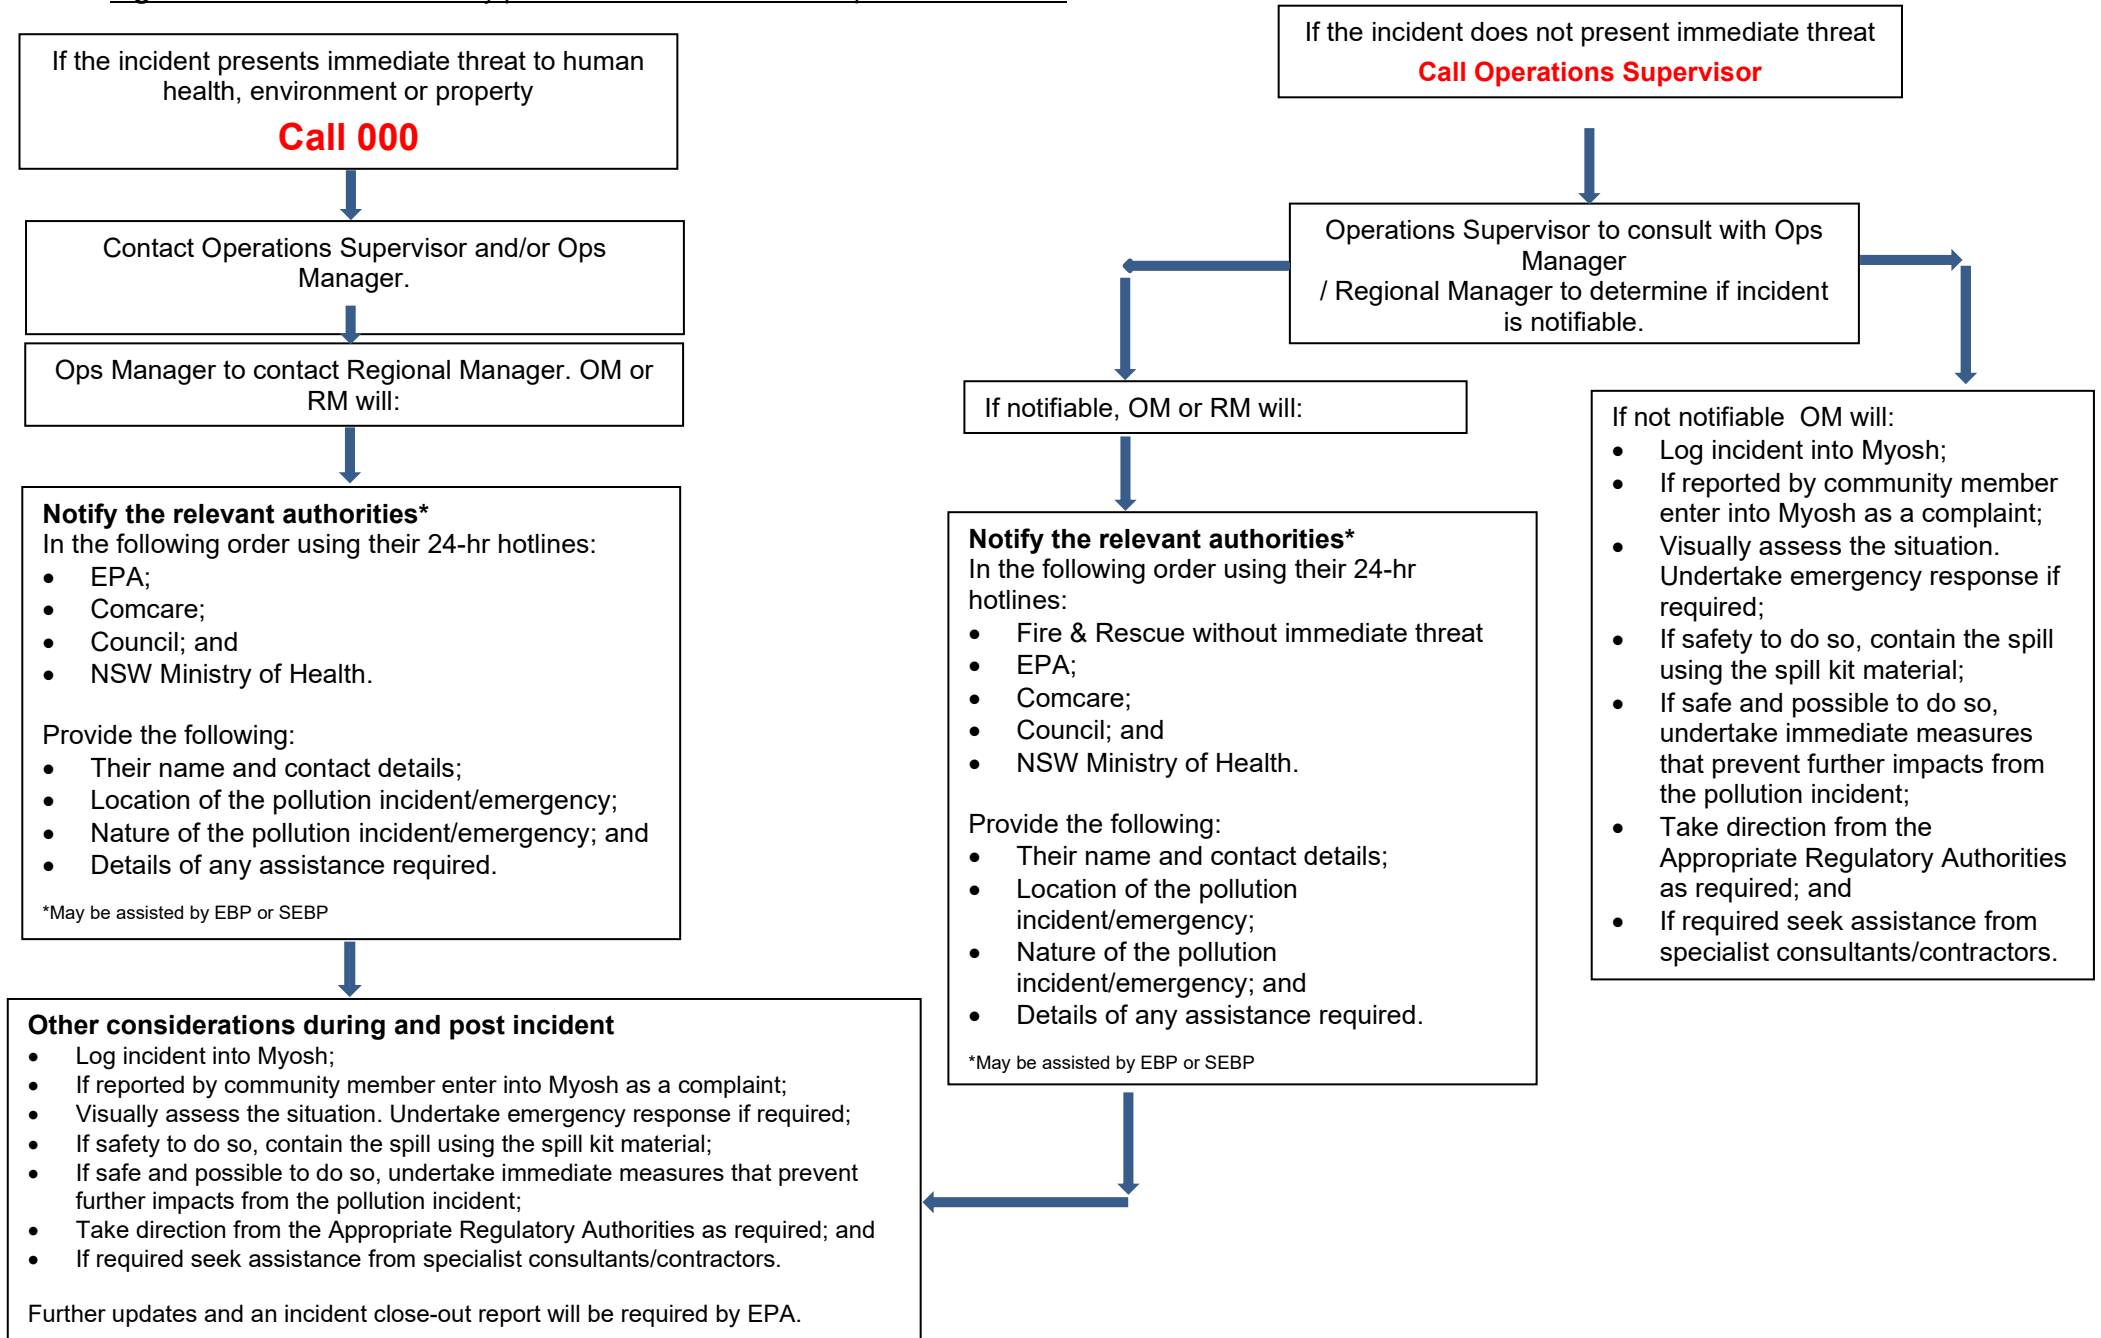 If the incident presents immediate threat to human
health, environment or property
Call 000
Contact Operations Supervisor and/or Ops
Manager.
Ops Manager to contact Regional Manager. OM or
RM will:
Notify the relevant authorities*
In the following order using their 24-hr hotlines:
• EPA;
• Comcare;
• Council; and
• NSW Ministry of Health.
Provide the following:
• Their name and contact details;
• Location of the pollution incident/emergency;
• Nature of the pollution incident/emergency; and
• Details of any assistance required.
*May be assisted by EBP or SEBP
Other considerations during and post incident
• Log incident into Myosh;
• If reported by community member enter into Myosh as a complaint;
• Visually assess the situation. Undertake emergency response if required;
• If safety to do so, contain the spill using the spill kit material;
• If safe and possible to do so, undertake immediate measures that prevent
further impacts from the pollution incident;
• Take direction from the Appropriate Regulatory Authorities as required; and
• If required seek assistance from specialist consultants/contractors.
Further updates and an incident close-out report will be required by EPA.
If the incident does not present immediate threat
Call Operations Supervisor
Operations Supervisor to consult with Ops
Manager
/ Regional Manager to determine if incident
is notifiable.
If notifiable, OM or RM will:
Notify the relevant authorities*
In the following order using their 24-hr
hotlines:
• Fire & Rescue without immediate threat
• EPA;
• Comcare;
• Council; and
• NSW Ministry of Health.
Provide the following:
• Their name and contact details;
• Location of the pollution
incident/emergency;
• Nature of the pollution
incident/emergency; and
• Details of any assistance required.
*May be assisted by EBP or SEBP
If not notifiable  OM will:
• Log incident into Myosh;
• If reported by community member
enter into Myosh as a complaint;
• Visually assess the situation.
Undertake emergency response if
required;
• If safety to do so, contain the spill
using the spill kit material;
• If safe and possible to do so,
undertake immediate measures
that prevent further impacts from
the pollution incident;
• Take direction from the
Appropriate Regulatory Authorities
as required; and
• If required seek assistance from
specialist consultants/contractors.